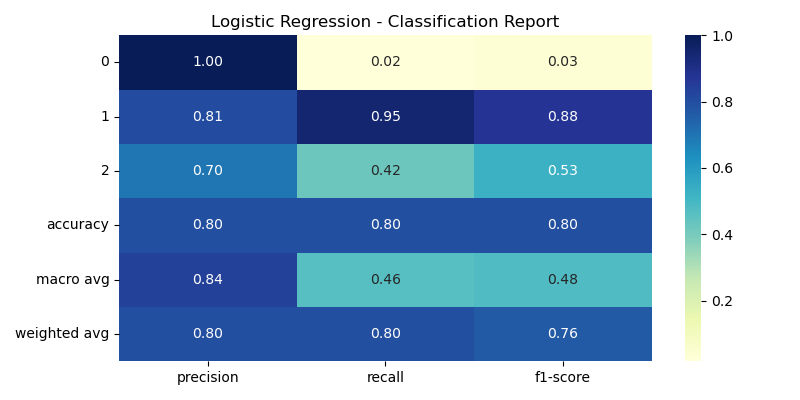 Logistic Regression - Classification Report
0 1.00 0.02 0.03
1 0.81 0.95 0.88
2 0.70 0.42 0.53
accuracy 0.80 0.80 0.80
macro avg 0.84 0.46 0.48
weighted avg 0.80 0.80 0.76
precision recall f1-score
1.0
0.8
0.6
0.4
0.2